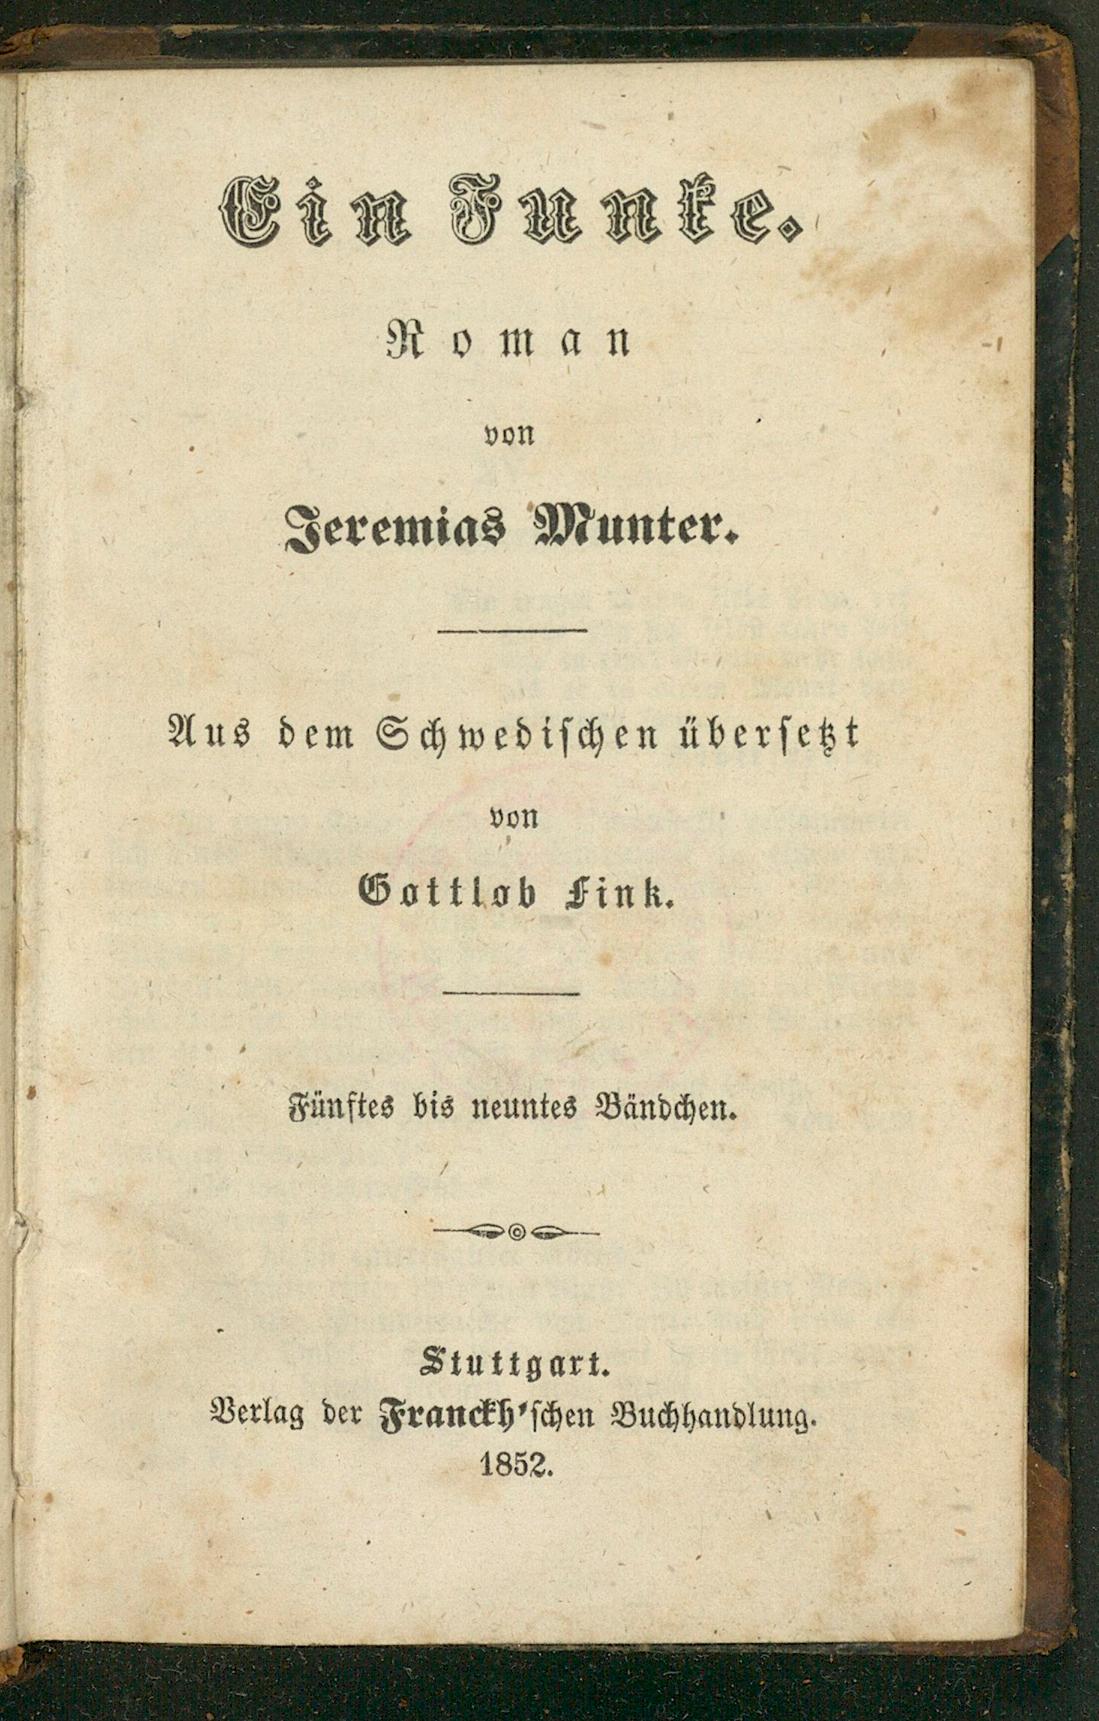 Ein Funke.
Roman
von
Jeremias Munter.
Aus dem Schwedischen übersetzt
von
Gottlob Fink.
Fünftes bis neuntes Bändchen.
Stuttgart.
Verlag der Franckh'schen Buchhandlung.
1852.